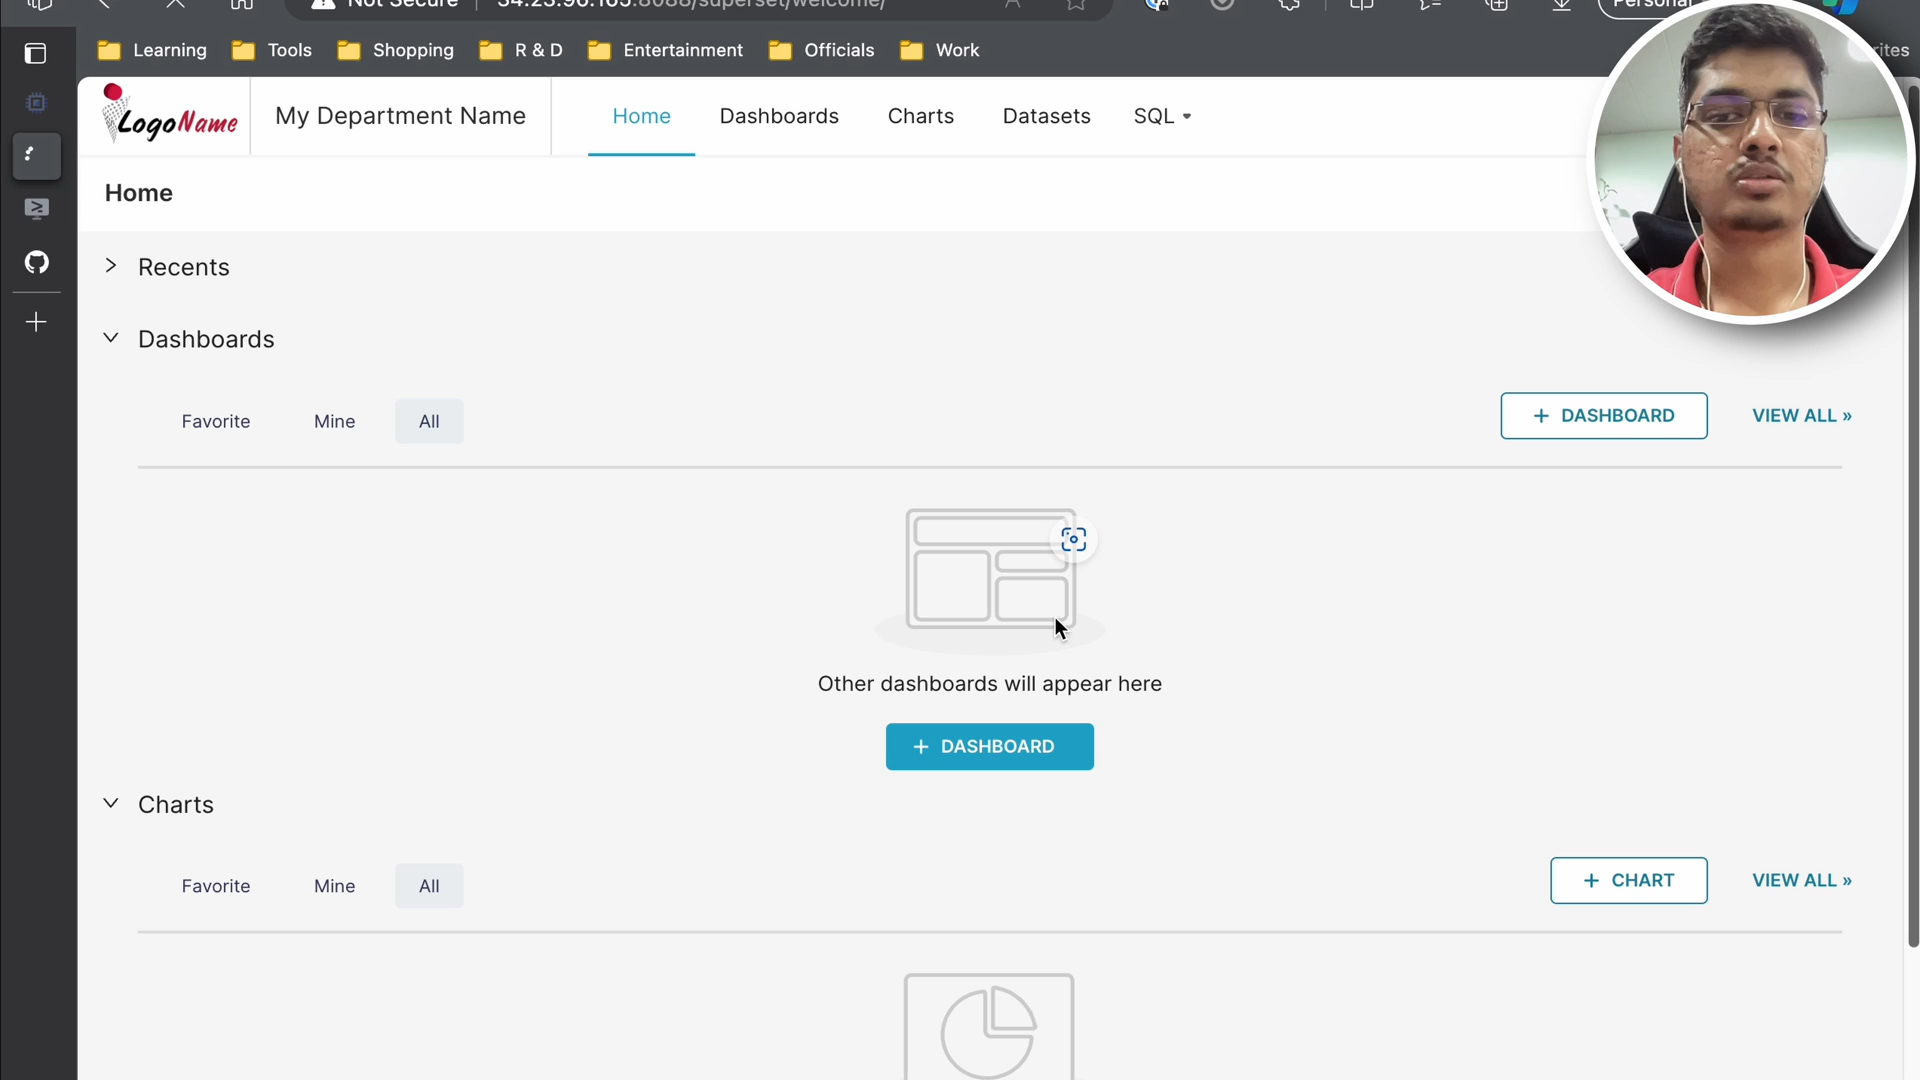 Not Secure
Personal
Learning Tools Shopping R & D Entertainment Officials Work
LogoName My Department Name Home Dashboards Charts Datasets SQL
Home
Recents
Dashboards
Favorite Mine All + DASHBOARD VIEW ALL »
Other dashboards will appear here
+ DASHBOARD
Charts
Favorite Mine All + CHART VIEW ALL »